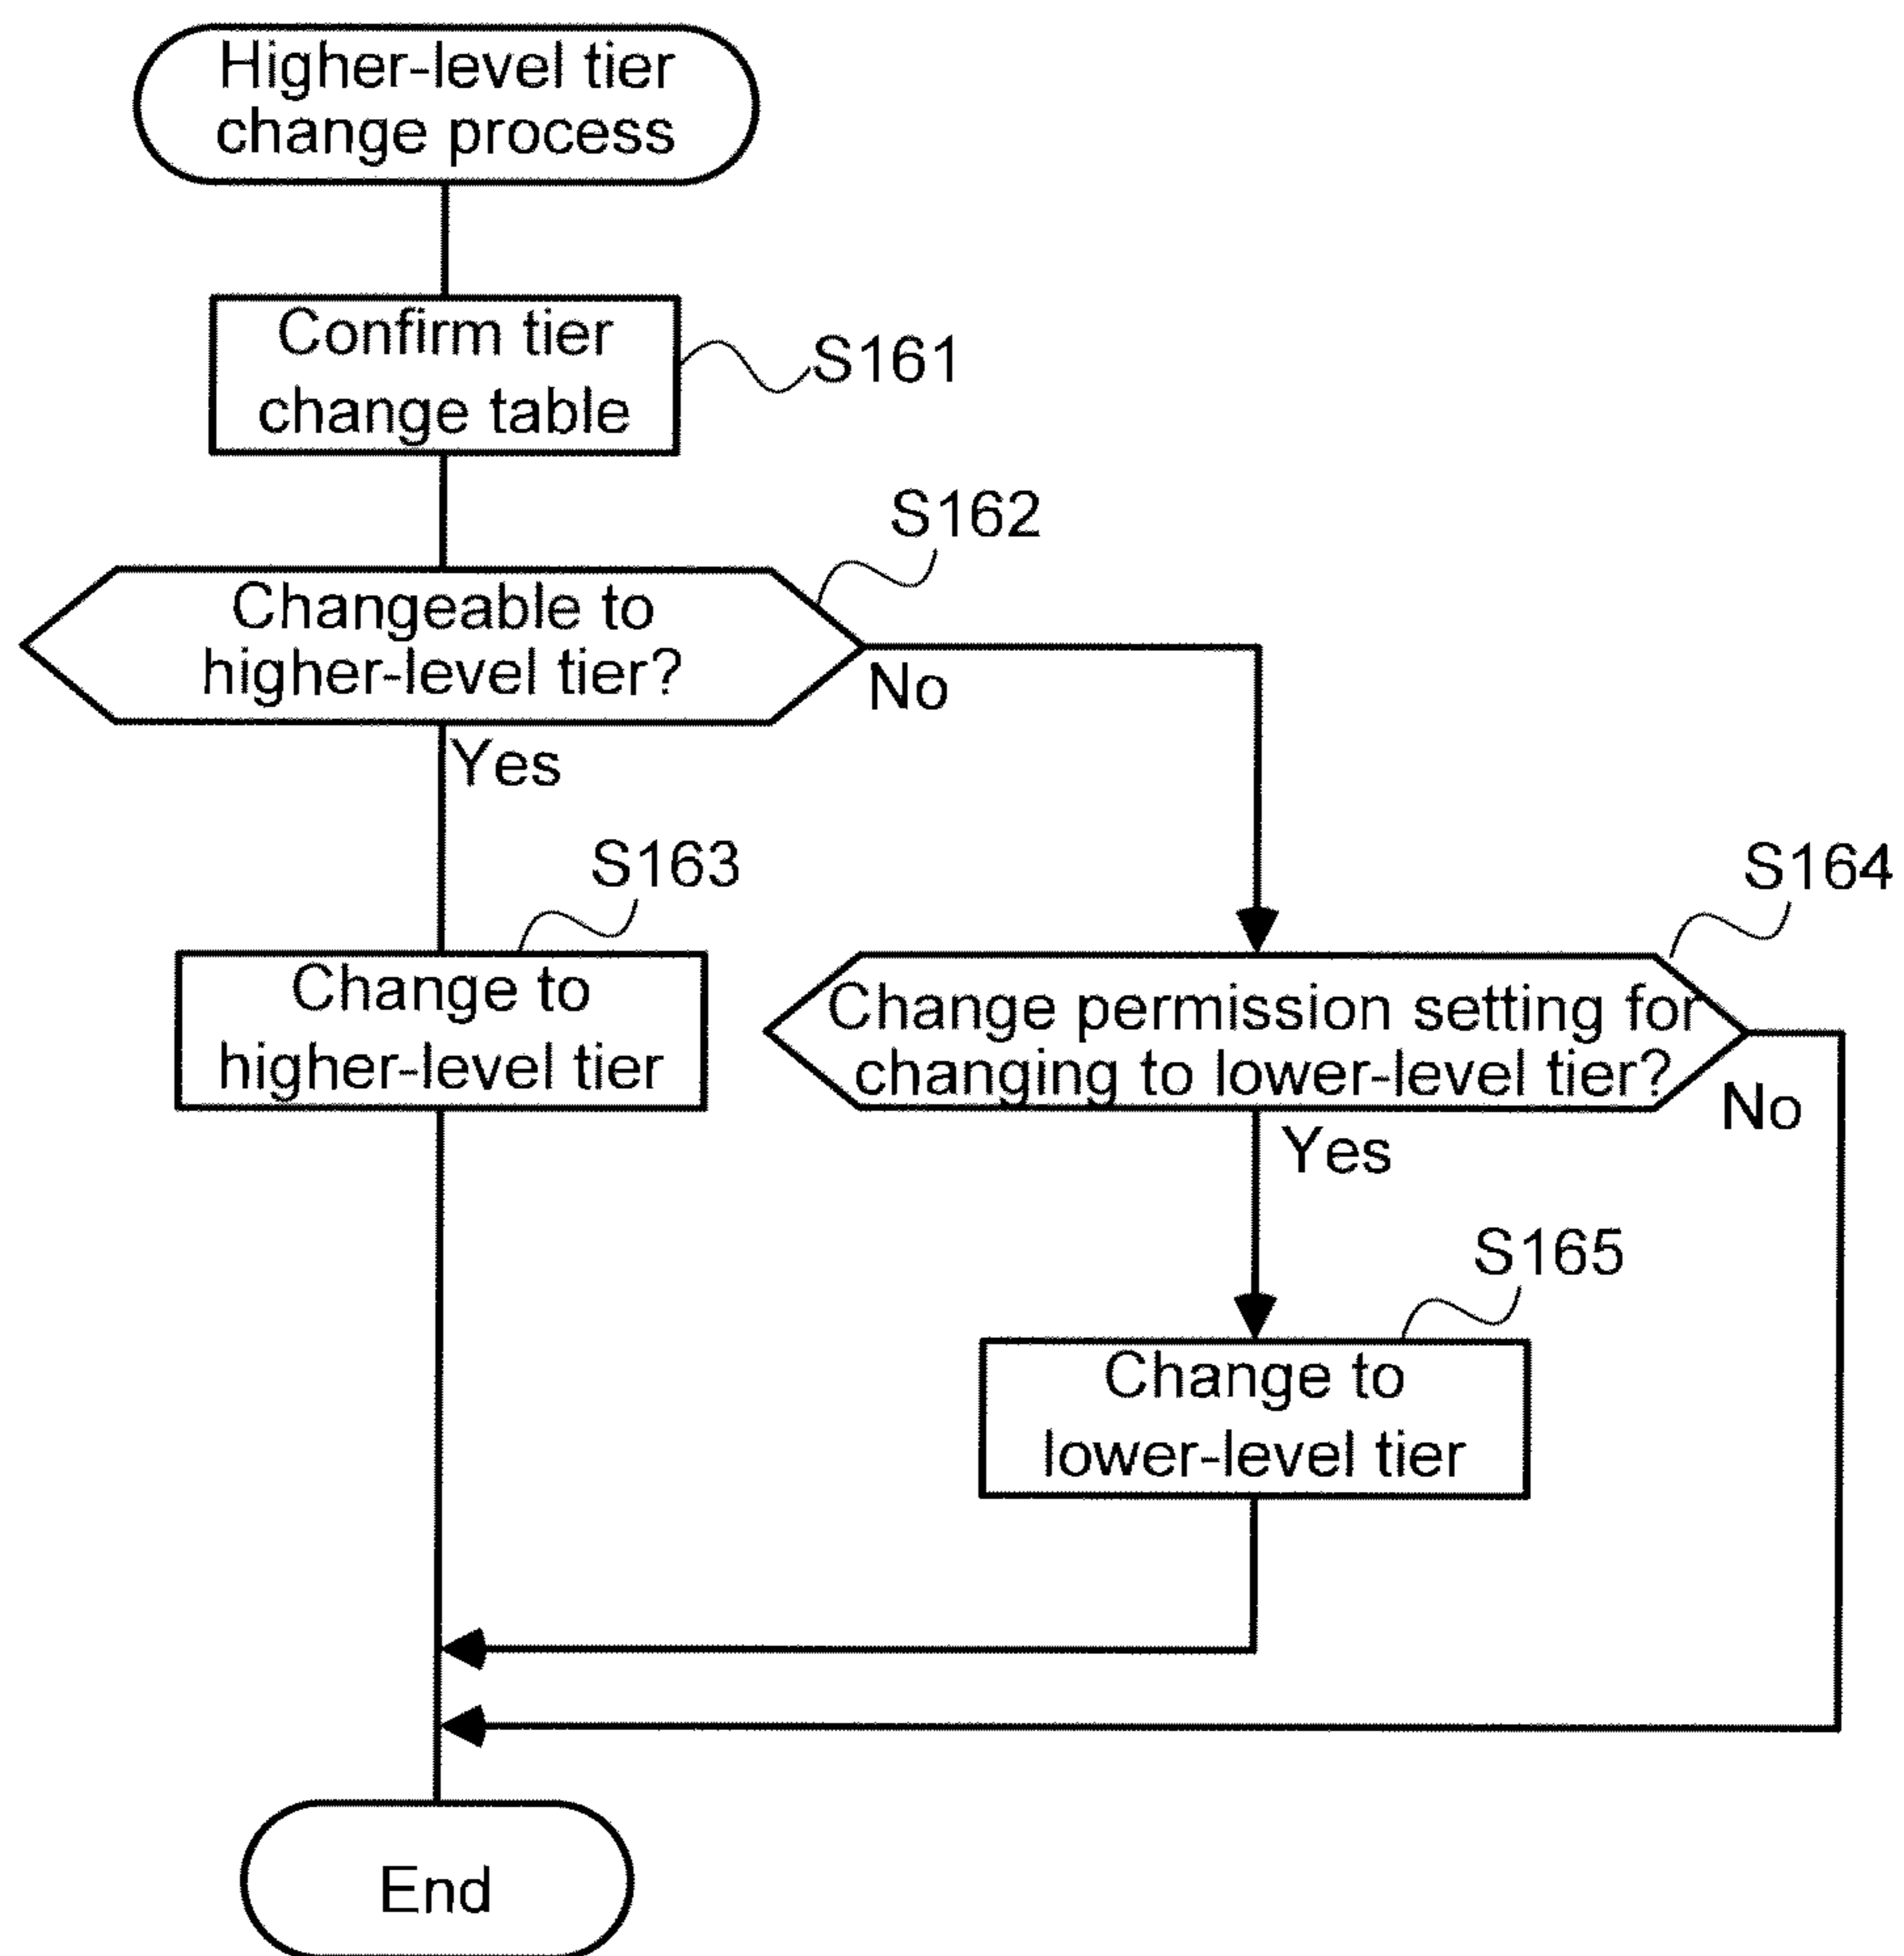 Higher-level tier
change process
Confirm tier
change table
S161
S162
Changeable to
higher-level tier?
No
Yes
S163
Change to
higher-level tier
S164
Change permission setting for
changing to lower-level tier?
No
Yes
S165
Change to
lower-level tier
End